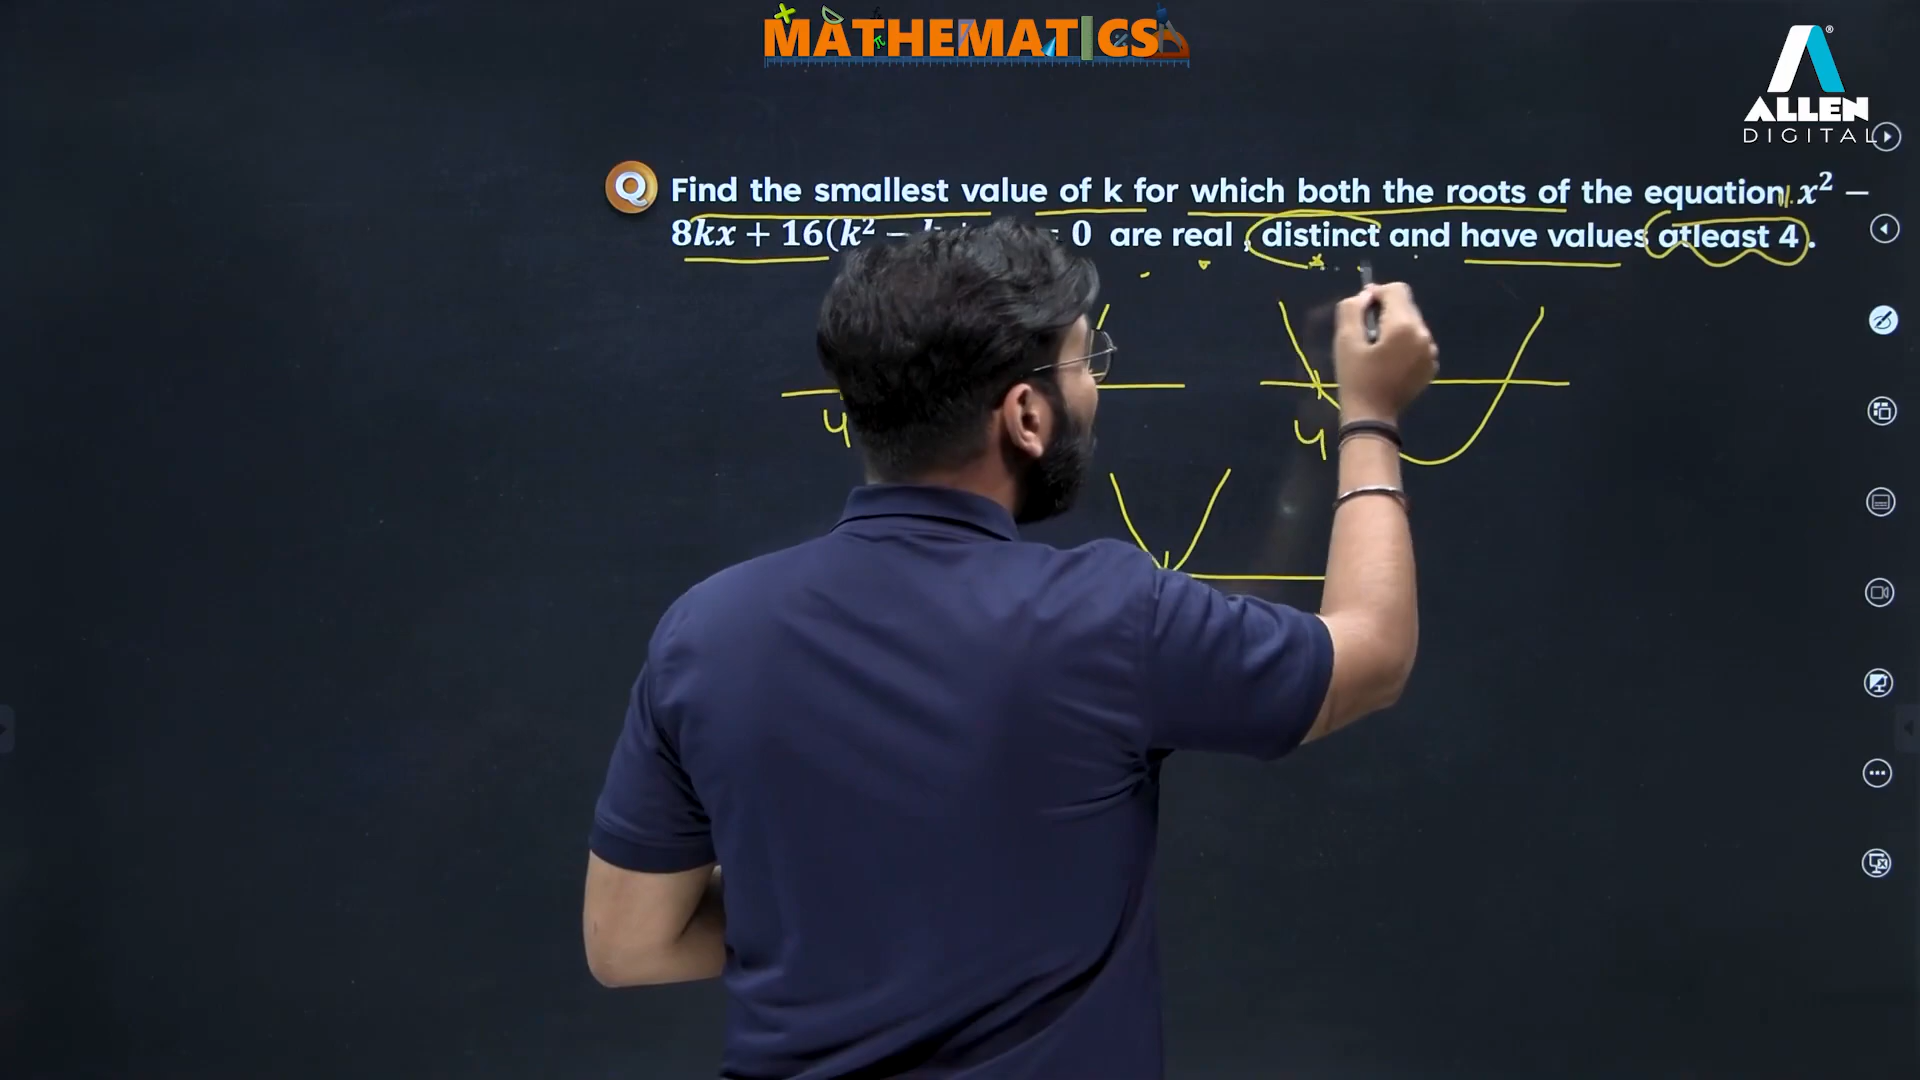 MATHEMATICS
ALLEN
DIGITAL
Q Find the smallest value of k for which both the roots of the equation x² −
8kx + 16(k² − 0 are real , distinct and have values atleast 4 .
4
4